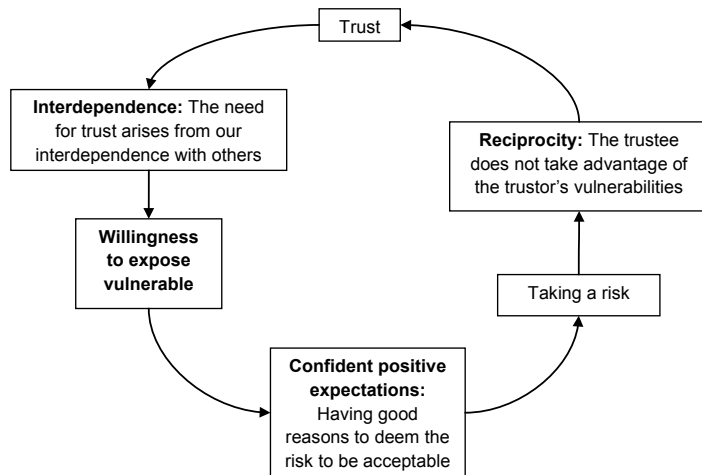 Trust
Interdependence: The need
for trust arises from our
interdependence with others
Willingness
to expose
vulnerable
Confident positive
expectations:
Having good
reasons to deem the
risk to be acceptable
Taking a risk
Reciprocity: The trustee
does not take advantage of
the trustor’s vulnerabilities